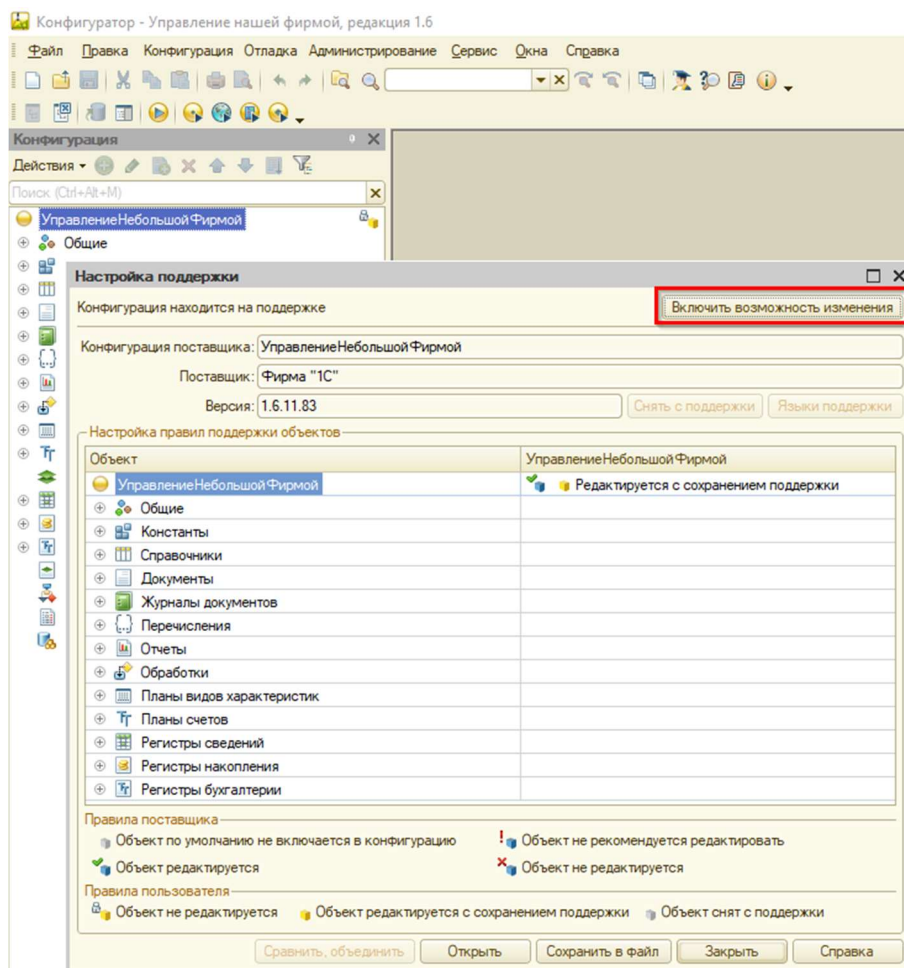 Конфигуратор - Управление нашей фирмой, редакция 1.6
Файл Правка Конфигурация Отладка Администрирование Сервис Окна Справка
Конфигурация
Действия
Поиск (Ctrl+Alt+M)
УправлениеНебольшойФирмой
Общие
Настройка поддержки
Конфигурация находится на поддержке
Включить возможность изменения
Конфигурация поставщика: УправлениеНебольшойФирмой
Поставщик: Фирма "1С"
Версия: 1.6.11.83 Снять с поддержки Языки поддержки
Настройка правил поддержки объектов
Объект УправлениеНебольшойФирмой
УправлениеНебольшойФирмой Редактируется с сохранением поддержки
Общие
Константы
Справочники
Документы
Журналы документов
Перечисления
Отчеты
Обработки
Планы видов характеристик
Планы счетов
Регистры сведений
Регистры накопления
Регистры бухгалтерии
Правила поставщика
Объект по умолчанию не включается в конфигурацию Объект не рекомендуется редактировать
Объект редактируется Объект не редактируется
Правила пользователя
Объект не редактируется Объект редактируется с сохранением поддержки Объект снят с поддержки
Сравнить, объединить Открыть Сохранить в файл Закрыть Справка